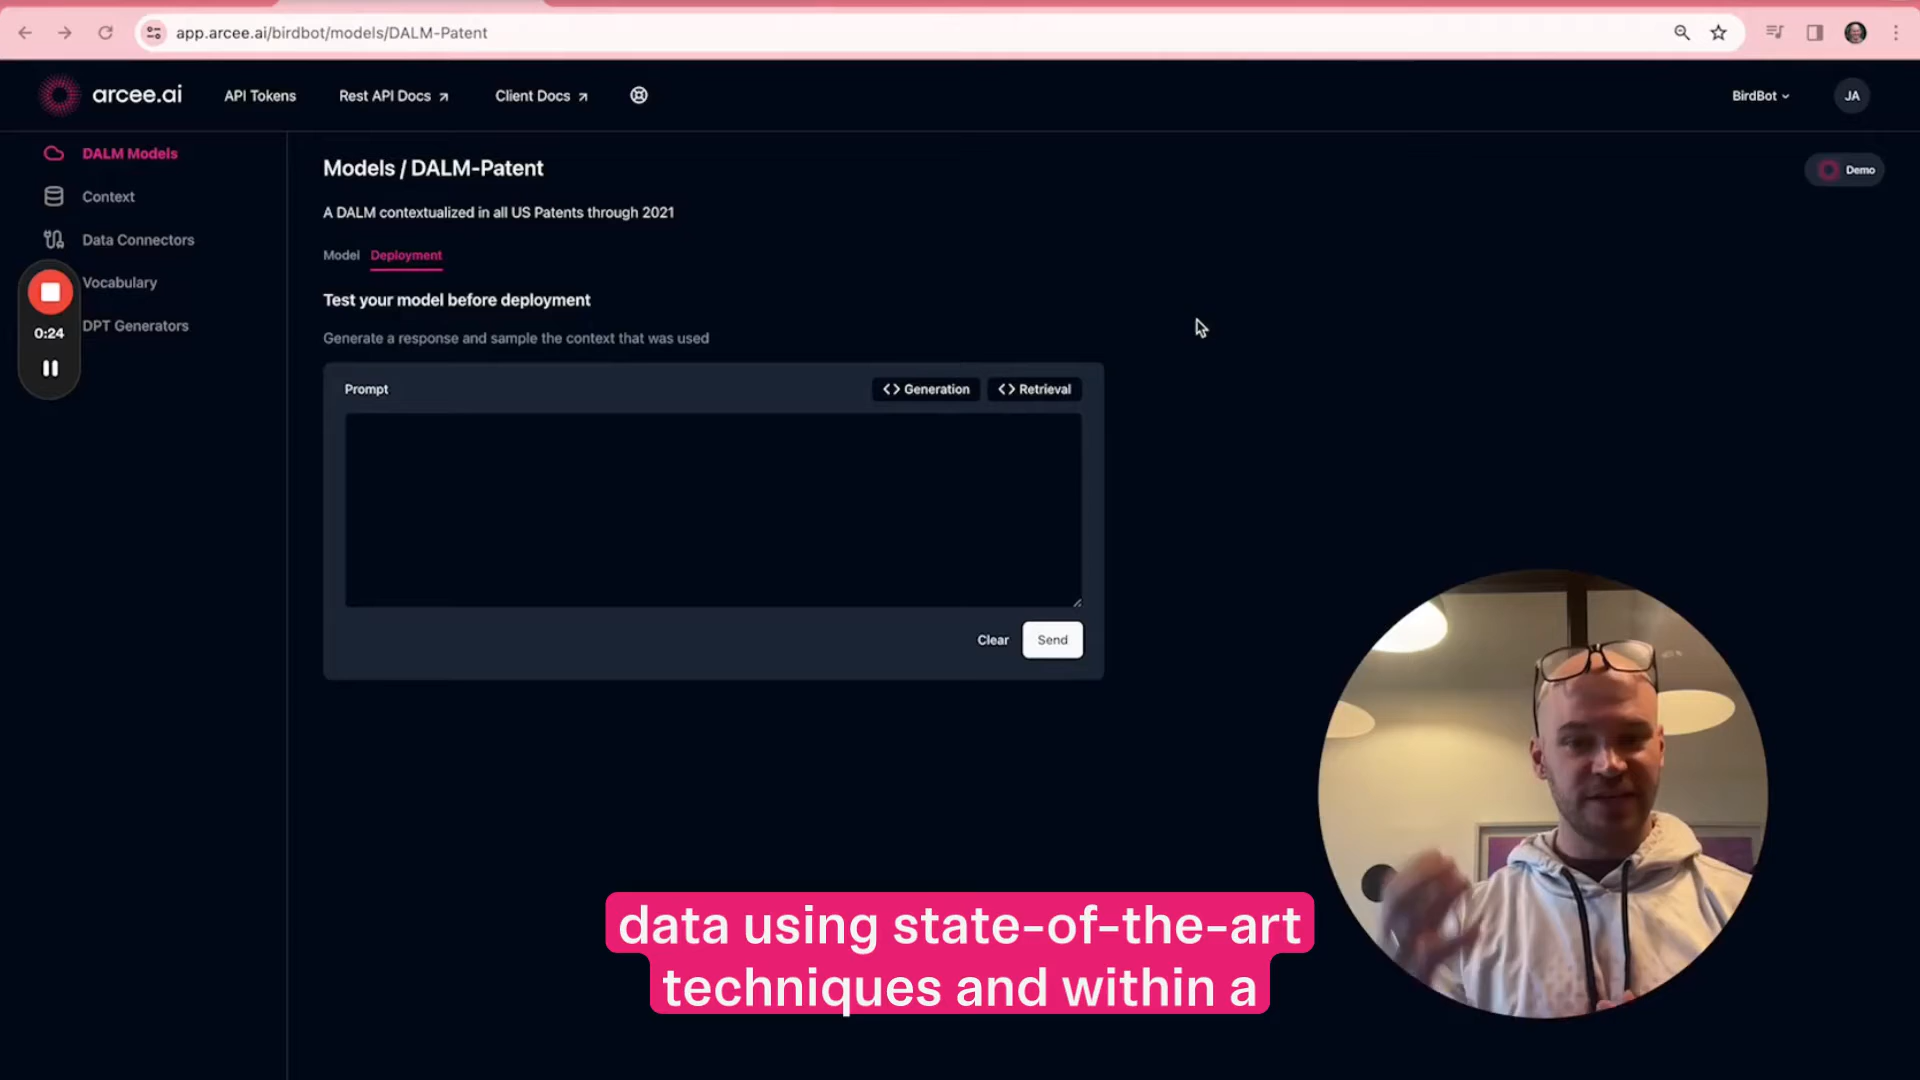 app.arcee.ai/birdbot/models/DALM-Patent
arcee.ai
API Tokens
Rest API Docs
Client Docs
BirdBot
JA
DALM Models
Context
Data Connectors
Vocabulary
DPT Generators
0:24
Models / DALM-Patent
Demo
A DALM contextualized in all US Patents through 2021
Model Deployment
Test your model before deployment
Generate a response and sample the context that was used
Prompt
Generation
Retrieval
Clear
Send
data using state-of-the-art
techniques and within a